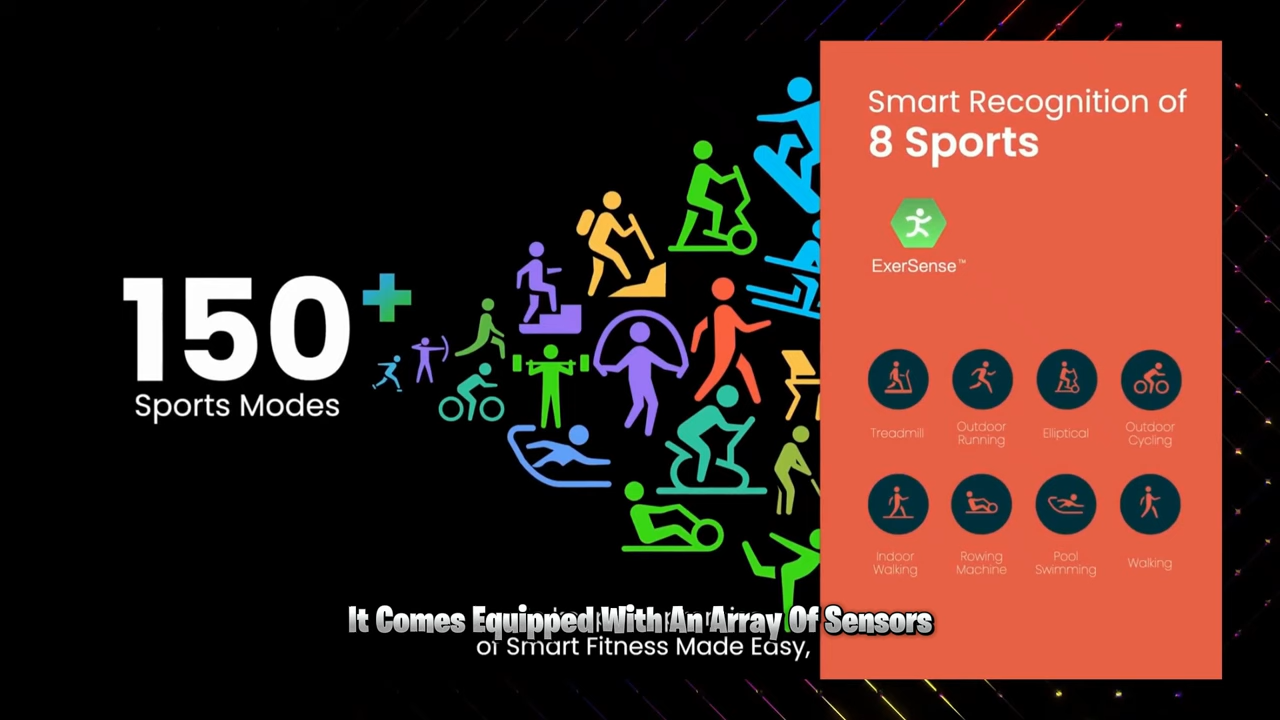 150+
Sports Modes
Smart Recognition of
8 Sports
ExerSense™
Treadmill
Outdoor
Running
Elliptical
Outdoor
Cycling
Indoor
Walking
Rowing
Machine
Pool
Swimming
Walking
It Comes Equipped With An Array Of Sensors
of Smart Fitness Made Easy,